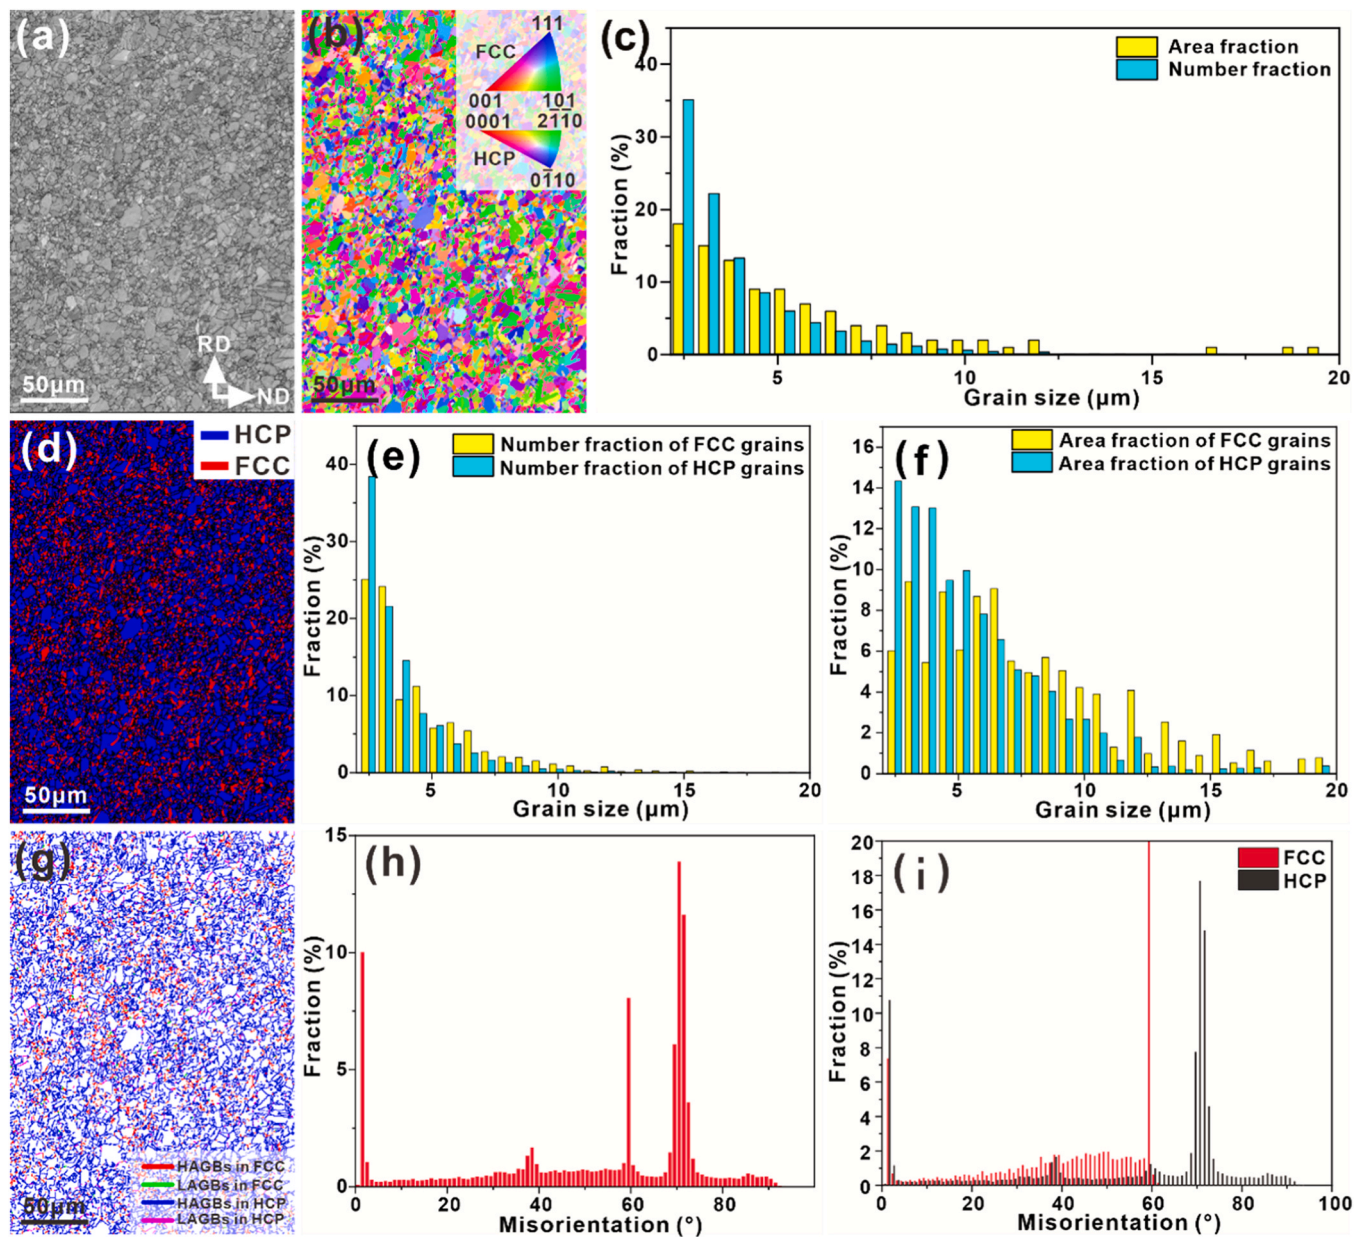 (a)
RD
ND
50μm
(b)
111
FCC
001 101
0001 2̄1̄1̄0
HCP
01̄10
50μm
(c)
Area fraction
Number fraction
Fraction (%)
40
30
20
10
0
5 10 15 20
Grain size (μm)
(d)
HCP
FCC
50μm
(e)
Number fraction of FCC grains
Number fraction of HCP grains
Fraction (%)
40
30
20
10
0
5 10 15 20
Grain size (μm)
(f)
Area fraction of FCC grains
Area fraction of HCP grains
Fraction (%)
16
14
12
10
8
6
4
2
0
5 10 15 20
Grain size (μm)
(g)
HAGBs in FCC
LAGBs in FCC
HAGBs in HCP
LAGBs in HCP
50μm
(h)
Fraction (%)
15
10
5
0
0 20 40 60 80
Misorientation (°)
(i)
FCC
HCP
Fraction (%)
20
18
16
14
12
10
8
6
4
2
0
0 20 40 60 80 100
Misorientation (°)